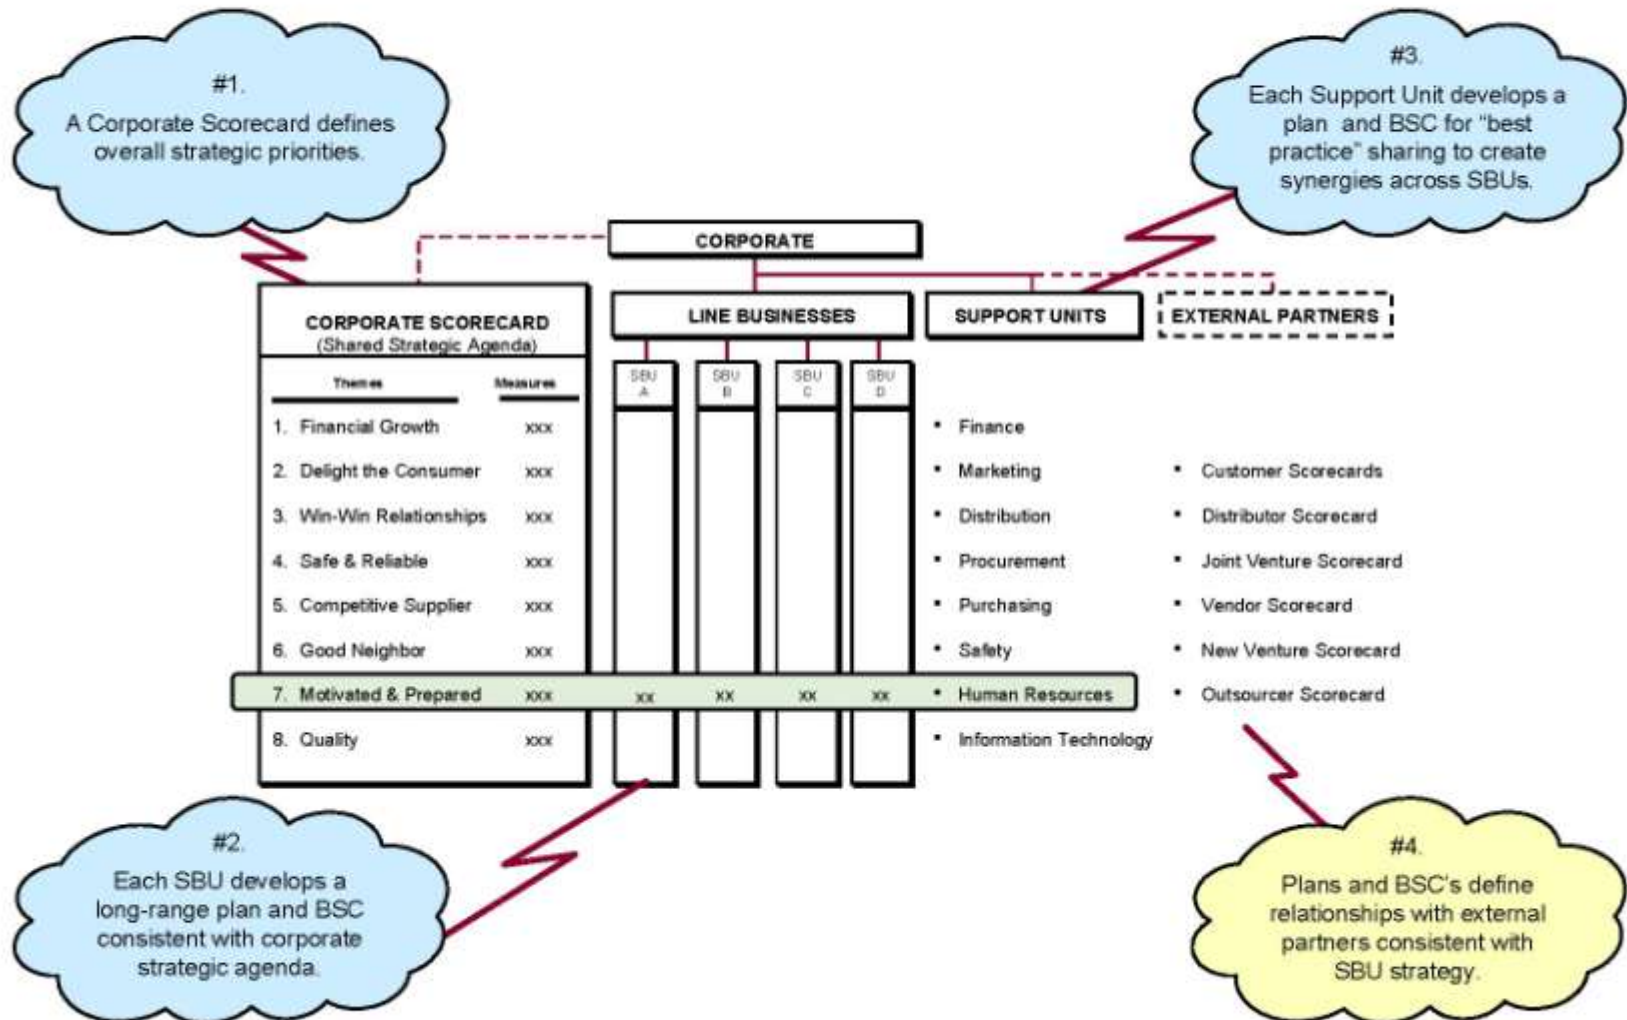 #1.
A Corporate Scorecard defines
overall strategic priorities.
#3.
Each Support Unit develops a
plan and BSC for “best
practice” sharing to create
synergies across SBUs.
CORPORATE
CORPORATE SCORECARD
(Shared Strategic Agenda)
LINE BUSINESSES
SUPPORT UNITS
EXTERNAL PARTNERS
Themes Measures
SBU
A
SBU
B
SBU
C
SBU
D
1. Financial Growth xxx
2. Delight the Consumer xxx
3. Win-Win Relationships xxx
4. Safe & Reliable xxx
5. Competitive Supplier xxx
6. Good Neighbor xxx
7. Motivated & Prepared xxx xx xx xx xx
8. Quality xxx
▪ Finance
▪ Marketing
▪ Distribution
▪ Procurement
▪ Purchasing
▪ Safety
▪ Human Resources
▪ Information Technology
▪ Customer Scorecards
▪ Distributor Scorecard
▪ Joint Venture Scorecard
▪ Vendor Scorecard
▪ New Venture Scorecard
▪ Outsourcer Scorecard
#2.
Each SBU develops a
long-range plan and BSC
consistent with corporate
strategic agenda.
#4.
Plans and BSC's define
relationships with external
partners consistent with
SBU strategy.